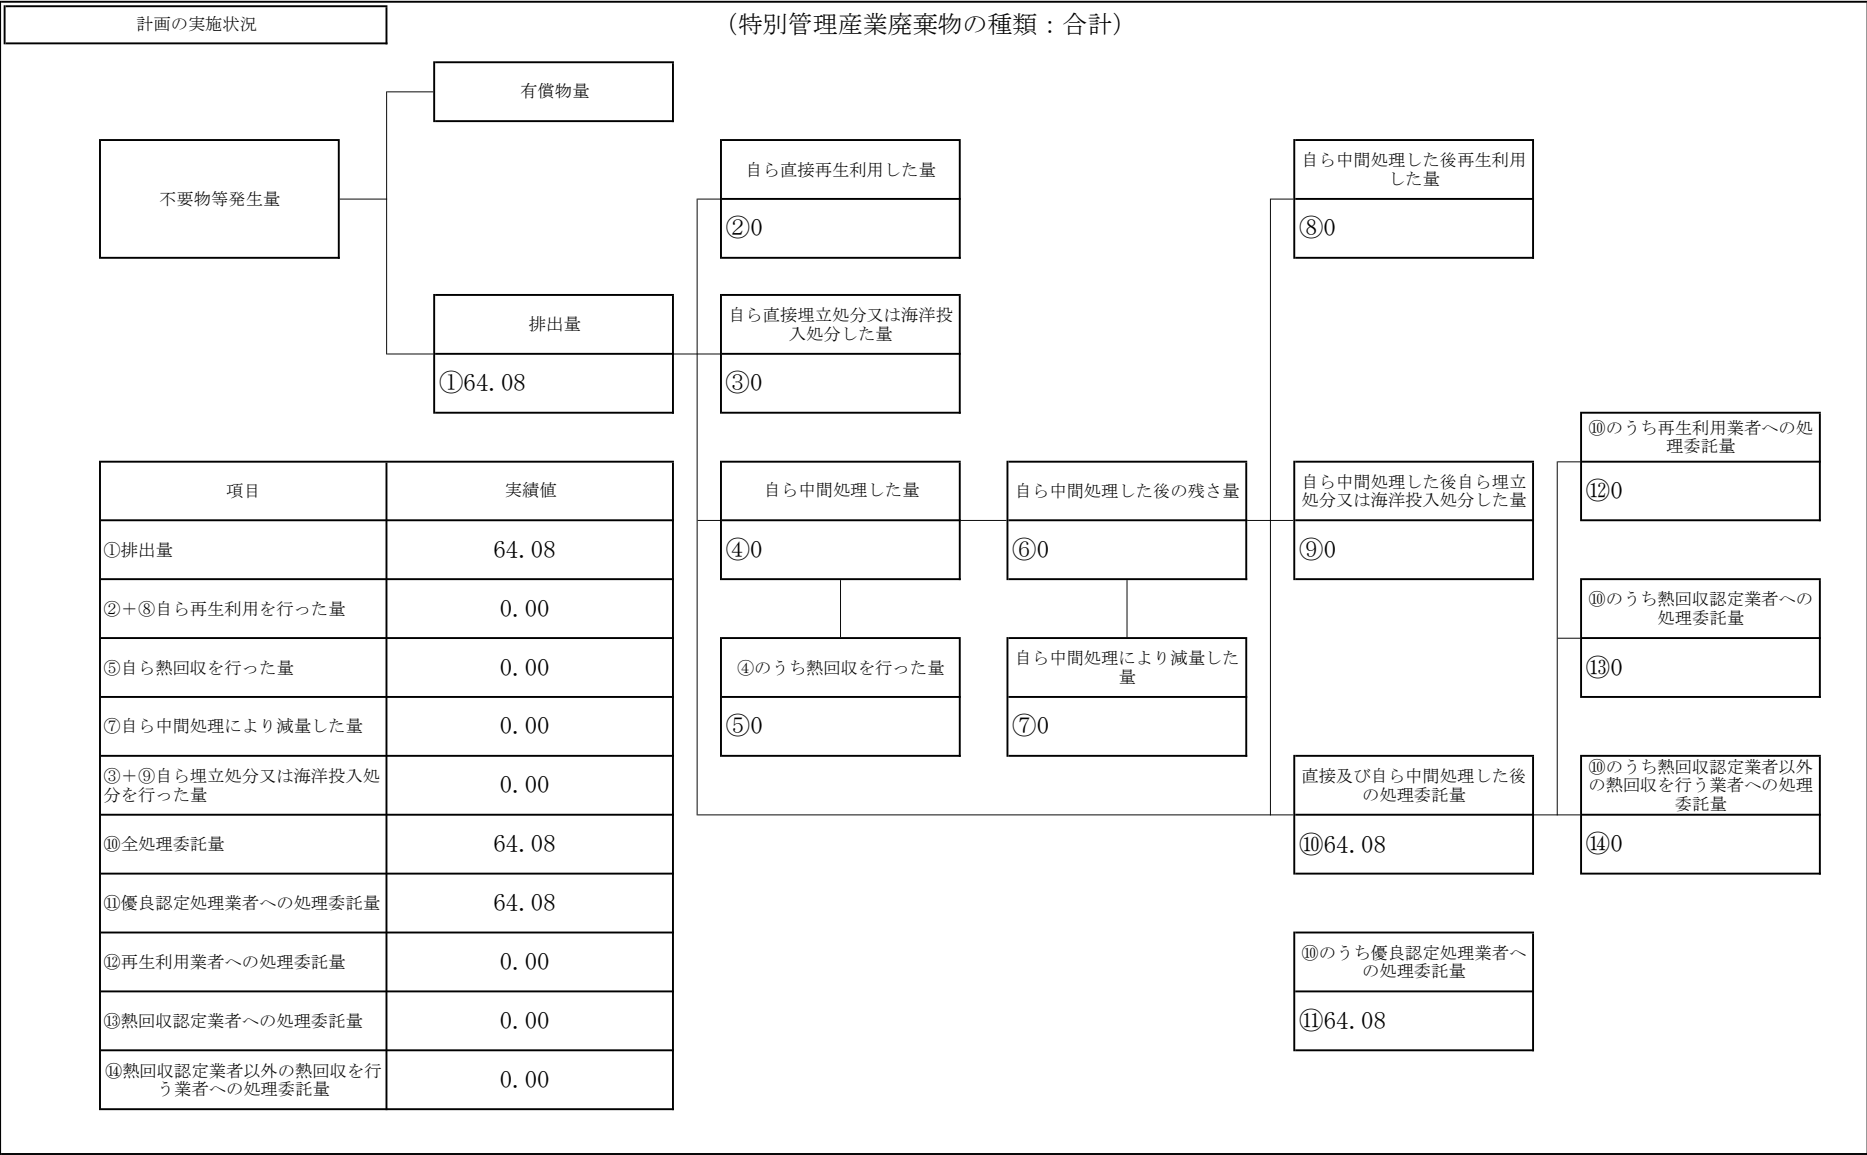 計画の実施状況
（特別管理産業廃棄物の種類：合計）
有償物量
不要物等発生量
自ら直接再生利用した量
②0
自ら中間処理した後再生利用
した量
⑧0
排出量
①64.08
自ら直接埋立処分又は海洋投
入処分した量
③0
⑩のうち再生利用業者への処
理委託量
⑫0
項目
実績値
①排出量
64.08
②＋⑧自ら再生利用を行った量
0.00
⑤自ら熱回収を行った量
0.00
⑦自ら中間処理により減量した量
0.00
③＋⑨自ら埋立処分又は海洋投入処
分を行った量
0.00
⑩全処理委託量
64.08
⑪優良認定処理業者への処理委託量
64.08
⑫再生利用業者への処理委託量
0.00
⑬熱回収認定業者への処理委託量
0.00
⑭熱回収認定業者以外の熱回収を行
う業者への処理委託量
0.00
自ら中間処理した量
④0
自ら中間処理した後の残さ量
⑥0
自ら中間処理した後自ら埋立
処分又は海洋投入処分した量
⑨0
④のうち熱回収を行った量
⑤0
自ら中間処理により減量した
量
⑦0
⑩のうち熱回収認定業者への
処理委託量
⑬0
直接及び自ら中間処理した後
の処理委託量
⑩64.08
⑩のうち熱回収認定業者以外
の熱回収を行う業者への処理
委託量
⑭0
⑩のうち優良認定処理業者へ
の処理委託量
⑪64.08